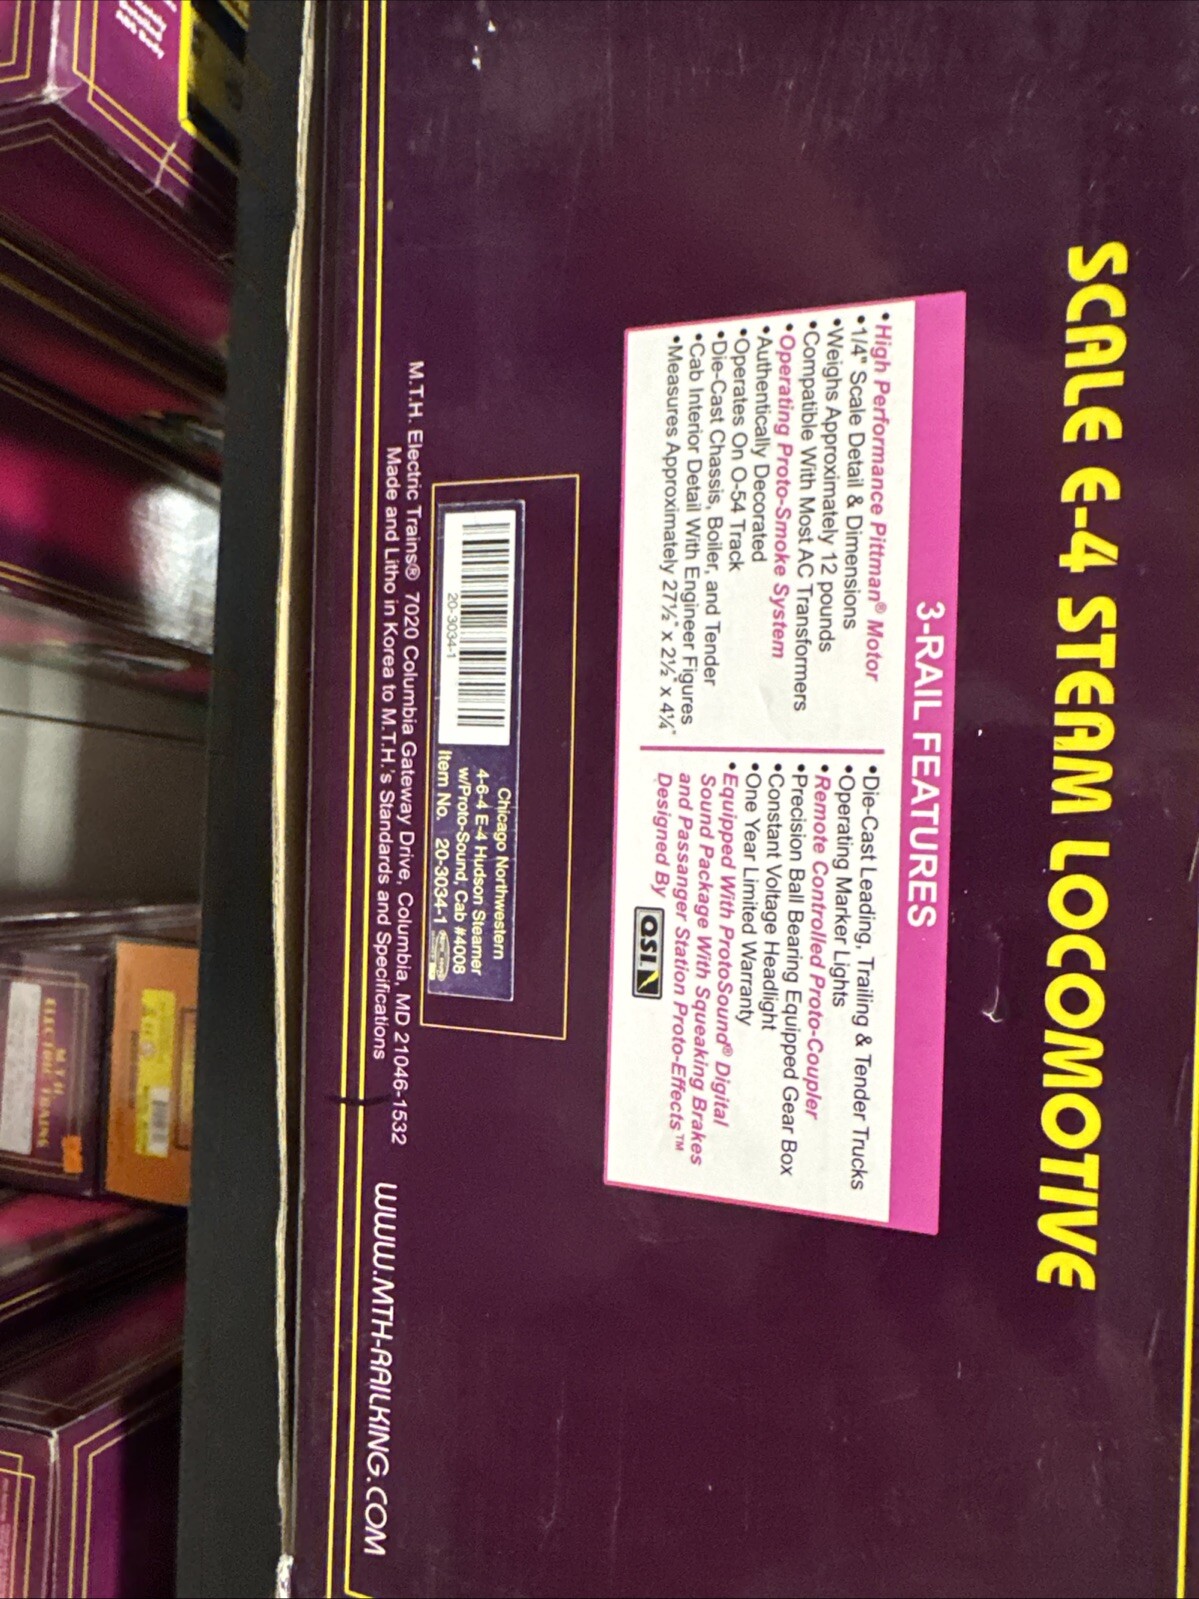 SCALE E-4 STEAM LOCOMOTIVE
3-RAIL FEATURES
•High Performance Pittman® Motor
•1/4" Scale Detail & Dimensions
•Weighs Approximately 12 pounds
•Compatible With Most AC Transformers
•Operating Proto-Smoke System
•Authentically Decorated
•Operates On O-54 Track
•Die-Cast Chassis, Boiler, and Tender
•Cab Interior Detail With Engineer Figures
•Measures Approximately 27½" x 2½" x 4¼"
•Die-Cast Leading, Trailing & Tender Trucks
•Operating Marker Lights
•Remote Controlled Proto-Coupler
•Precision Ball Bearing Equipped Gear Box
•Constant Voltage Headlight
•One Year Limited Warranty
•Equipped With ProtoSound® Digital
Sound Package With Squeaking Brakes
and Passanger Station Proto-Effects™
Designed By QSI
20-3034-1
Chicago Northwestern
4-6-4 E-4 Hudson Steamer
w/Proto-Sound, Cab #4008
Item No. 20-3034-1
M.T.H. Electric Trains® 7020 Columbia Gateway Drive, Columbia, MD 21046-1532
Made and Litho in Korea to M.T.H.'s Standards and Specifications
WWW.MTH-RAILKING.COM
M.T.H
ELECTRIC TRAINS